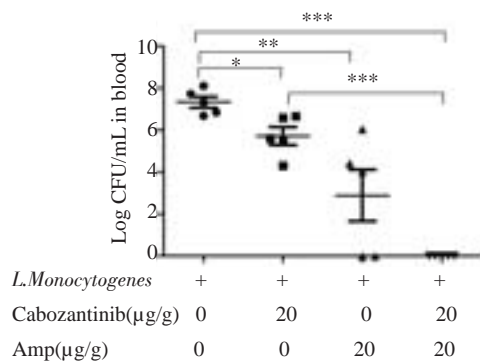 ***
**
*
***
Log CFU/mL in blood
10
8
6
4
2
0
L.Monocytogenes + + + +
Cabozantinib(µg/g) 0 20 0 20
Amp(µg/g) 0 0 20 20